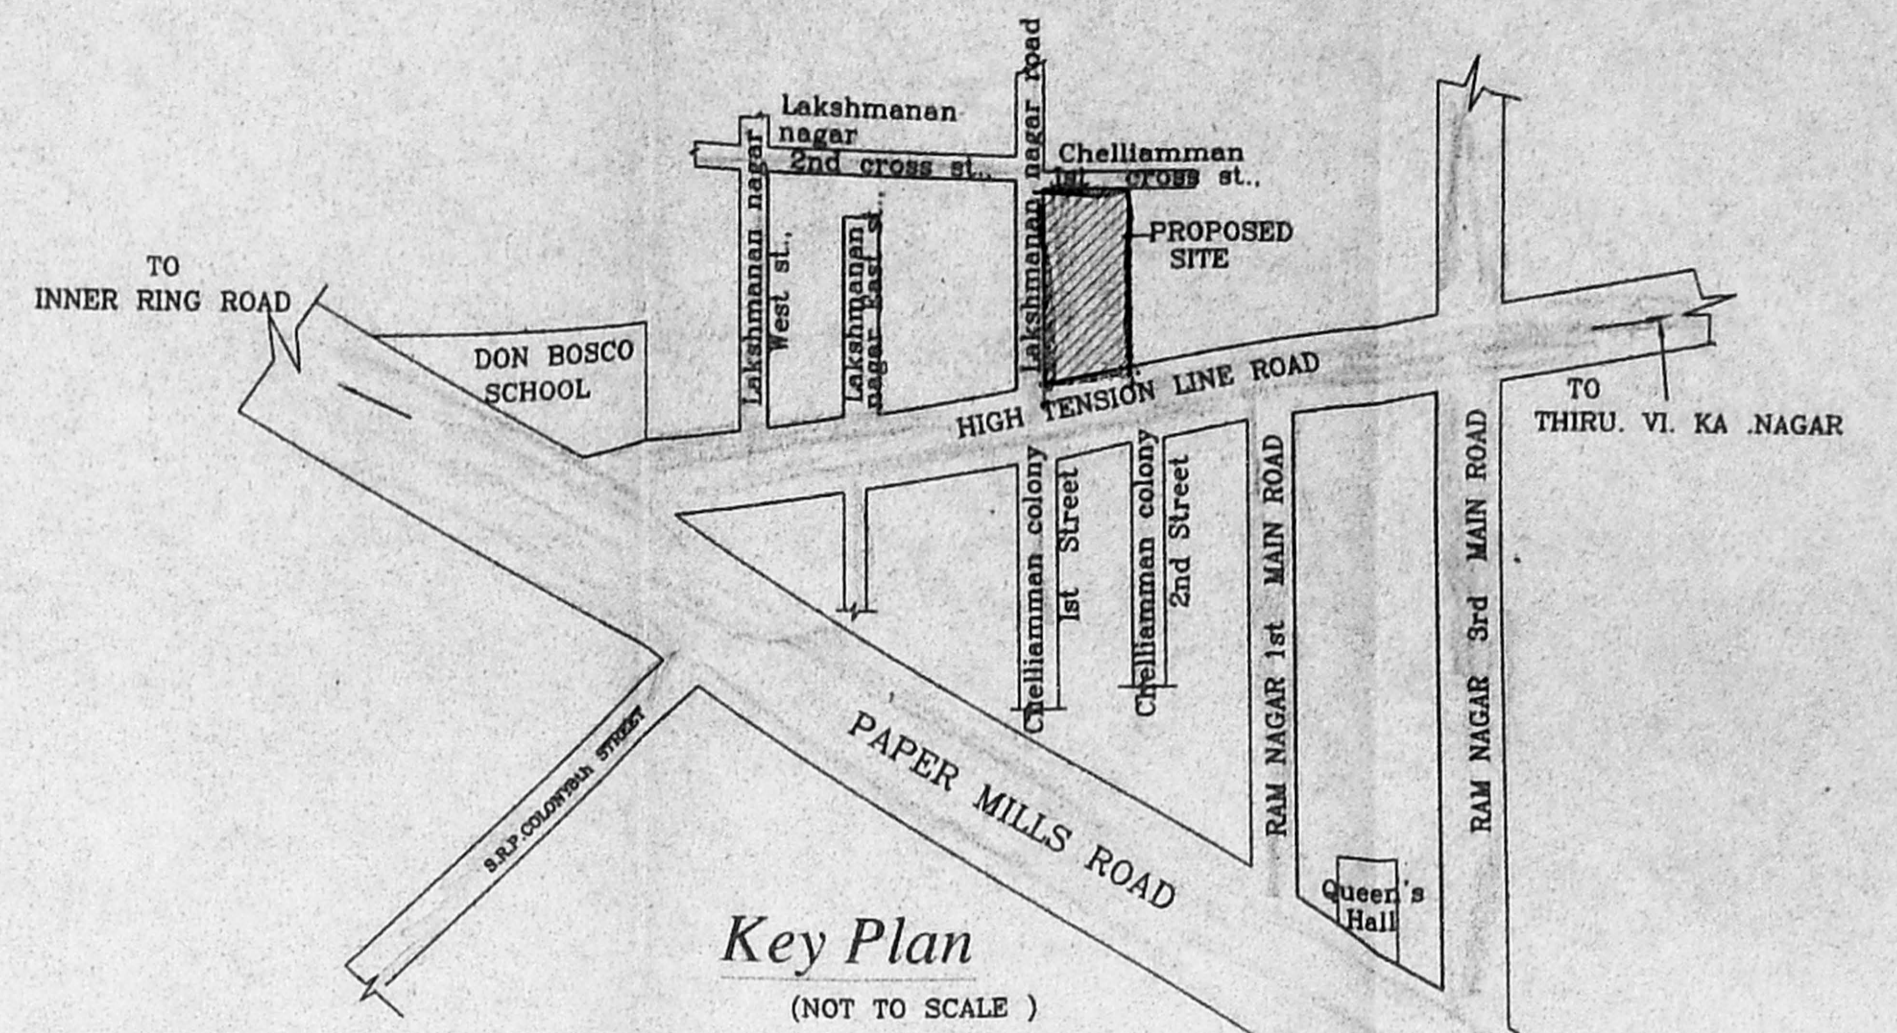 Lakshmanan
nagar
2nd cross st.,
Lakshmanan nagar road
Chelliamman
1st cross st.,
PROPOSED
SITE
Lakshmanan nagar
West st.,
Lakshmanan
nagar East st.,
TO
INNER RING ROAD
DON BOSCO
SCHOOL
HIGH TENSION LINE ROAD
TO
THIRU. VI. KA .NAGAR
Chelliamman colony
1st Street
Chelliamman colony
2nd Street
RAM NAGAR 1st MAIN ROAD
RAM NAGAR 3rd MAIN ROAD
S.R.P.COLONY8th STREET
PAPER MILLS ROAD
Queen's
Hall
Key Plan
(NOT TO SCALE )